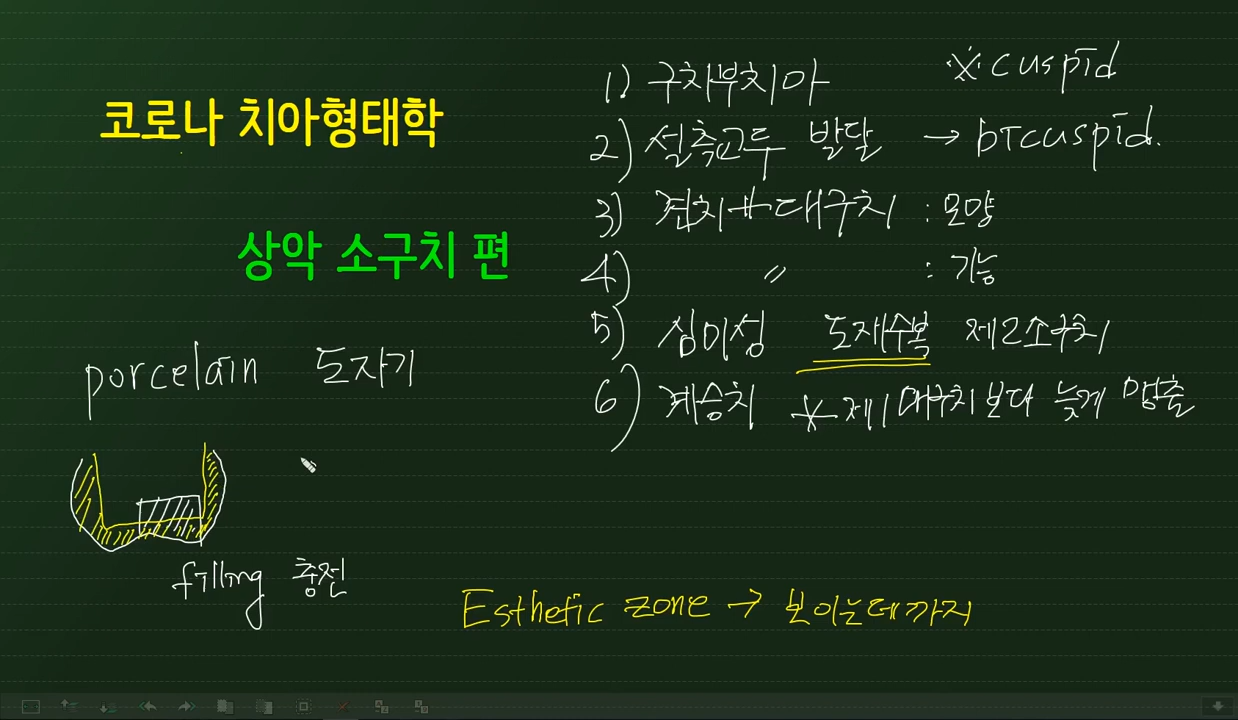 코로나 치아형태학
상악 소구치 편
1) 구치부치아 ※ cuspid
2) 설측교두 발달 → bicuspid.
3) 견치 + 대구치 : 모양
4) 〃 : 기능
5) 심미성 도재수복 제2소구치
6) 계승치 * 제1대구치보다 늦게 맹출
porcelain 도자기
filling 충전
Esthetic zone → 보이는데까지